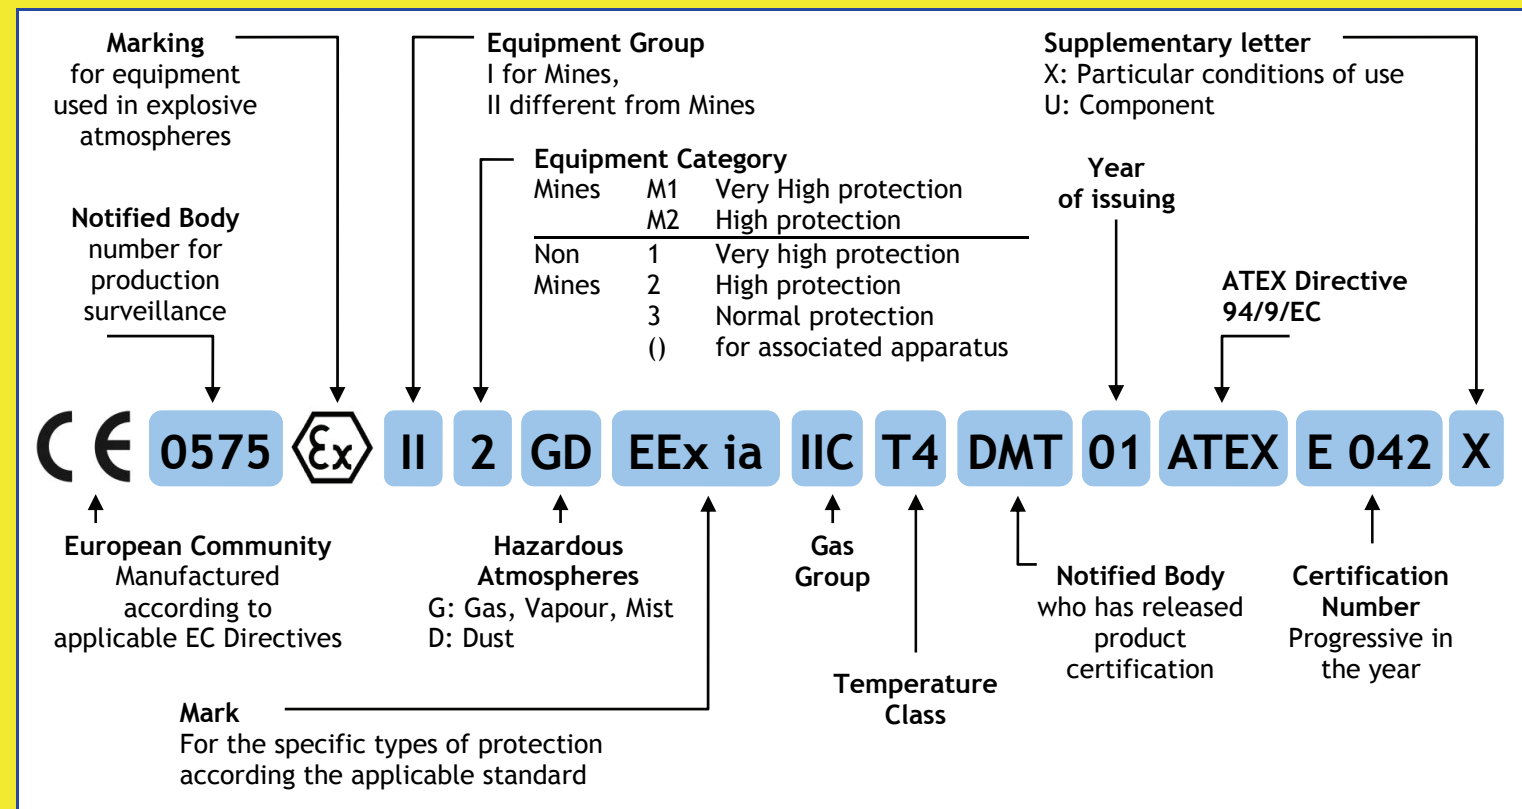 Marking
for equipment
used in explosive
atmospheres
Equipment Group
I for Mines,
II different from Mines
Supplementary letter
X: Particular conditions of use
U: Component
Equipment Category
Mines M1 Very High protection
M2 High protection
Non 1 Very high protection
Mines 2 High protection
3 Normal protection
() for associated apparatus
Year
of issuing
Notified Body
number for
production
surveillance
ATEX Directive
94/9/EC
CE 0575 Ex II 2 GD EEx ia IIC T4 DMT 01 ATEX E 042 X
European Community
Manufactured
according to
applicable EC Directives
Hazardous
Atmospheres
G: Gas, Vapour, Mist
D: Dust
Gas
Group
Notified Body
who has released
product
certification
Certification
Number
Progressive in
the year
Temperature
Class
Mark
For the specific types of protection
according the applicable standard